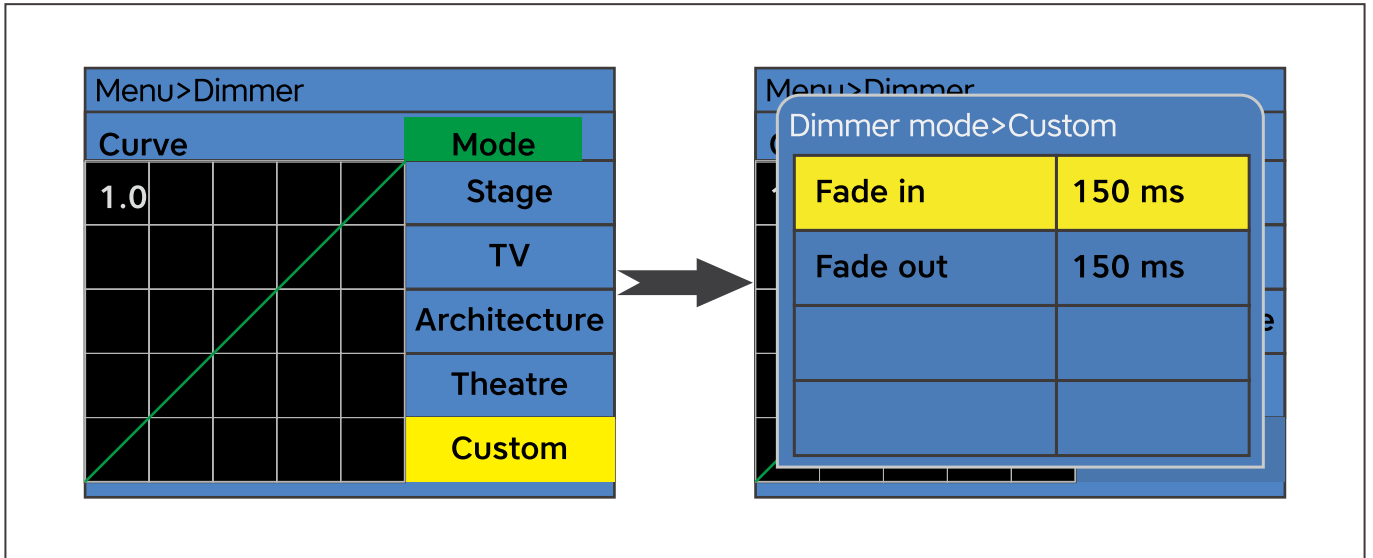 Menu>Dimmer
Curve Mode
1.0 Stage
TV
Architecture
Theatre
Custom
Menu>Dimmer
Dimmer mode>Custom
Fade in 150 ms
Fade out 150 ms